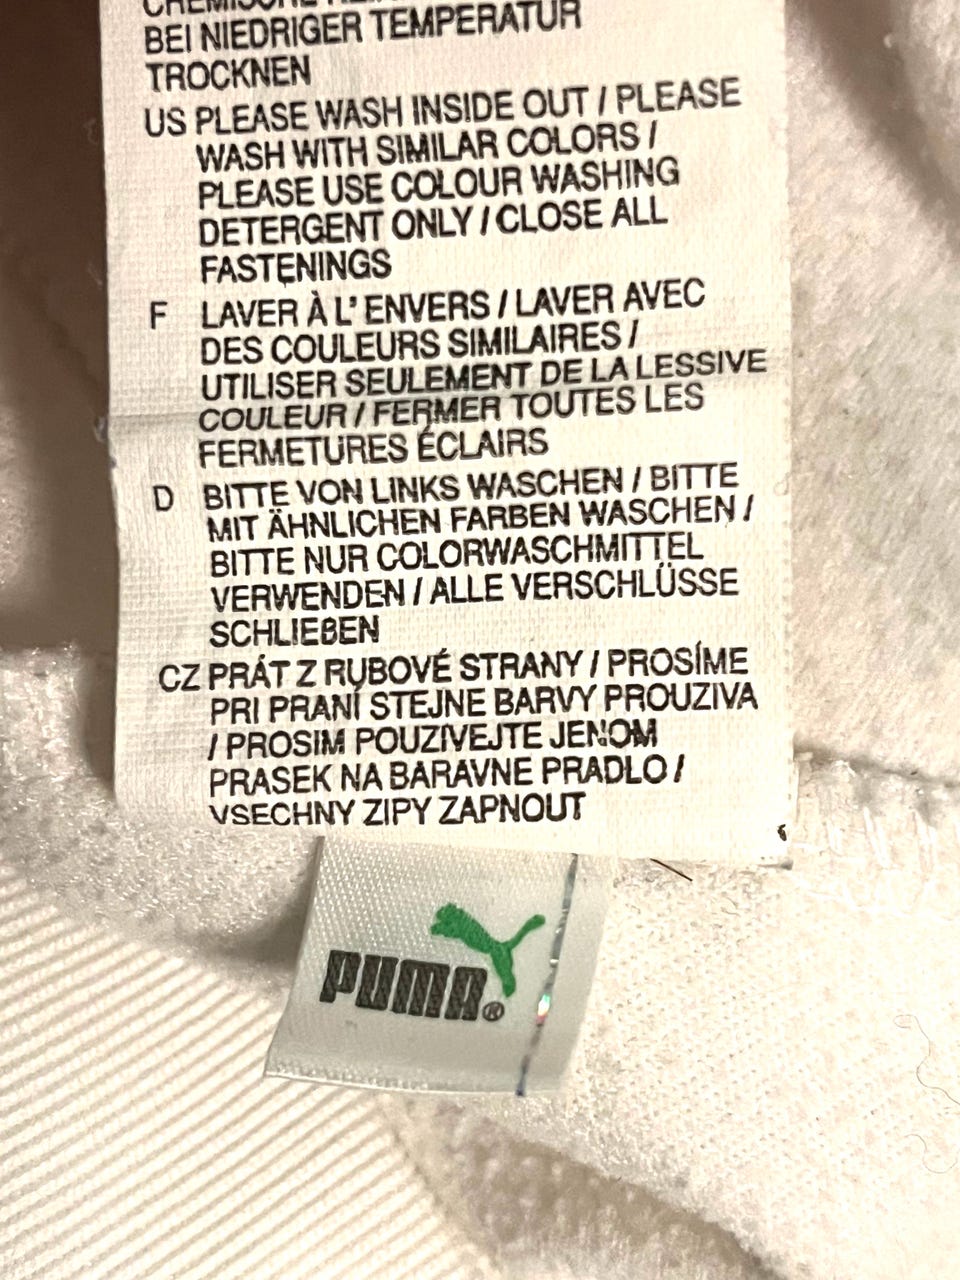 CHEMISCHE
BEI NIEDRIGER TEMPERATUR
TROCKNEN
US PLEASE WASH INSIDE OUT / PLEASE
WASH WITH SIMILAR COLORS /
PLEASE USE COLOUR WASHING
DETERGENT ONLY / CLOSE ALL
FASTENINGS
F LAVER À L' ENVERS / LAVER AVEC
DES COULEURS SIMILAIRES /
UTILISER SEULEMENT DE LA LESSIVE
COULEUR / FERMER TOUTES LES
FERMETURES ÉCLAIRS
D BITTE VON LINKS WASCHEN / BITTE
MIT ÄHNLICHEN FARBEN WASCHEN /
BITTE NUR COLORWASCHMITTEL
VERWENDEN / ALLE VERSCHLÜSSE
SCHLIEßEN
CZ PRÁT Z RUBOVÉ STRANY / PROSÍME
PRI PRANÍ STEJNE BARVY PROUZIVA
/ PROSIM POUZIVEJTE JENOM
PRASEK NA BARAVNE PRADLO /
VSECHNY ZIPY ZAPNOUT
PUMA®